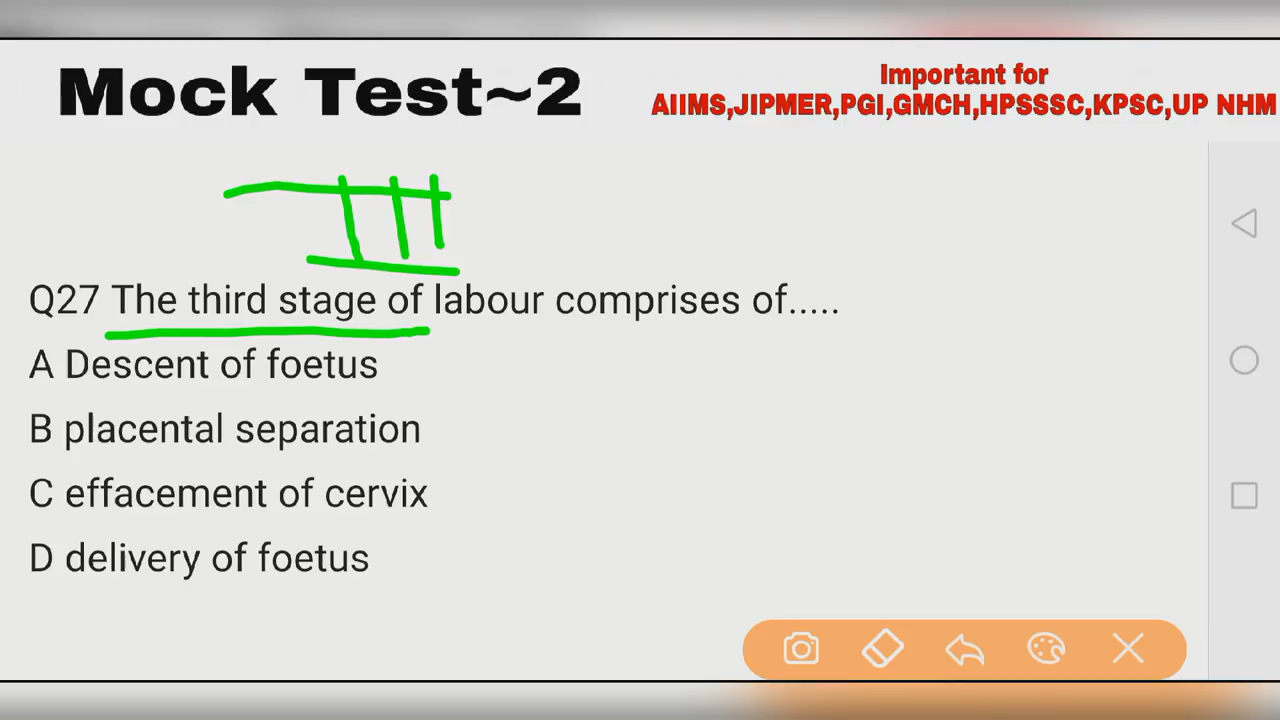 Mock Test~2
Important for
AIIMS,JIPMER,PGI,GMCH,HPSSSC,KPSC,UP NHM
III
Q27 The third stage of labour comprises of.....
A Descent of foetus
B placental separation
C effacement of cervix
D delivery of foetus